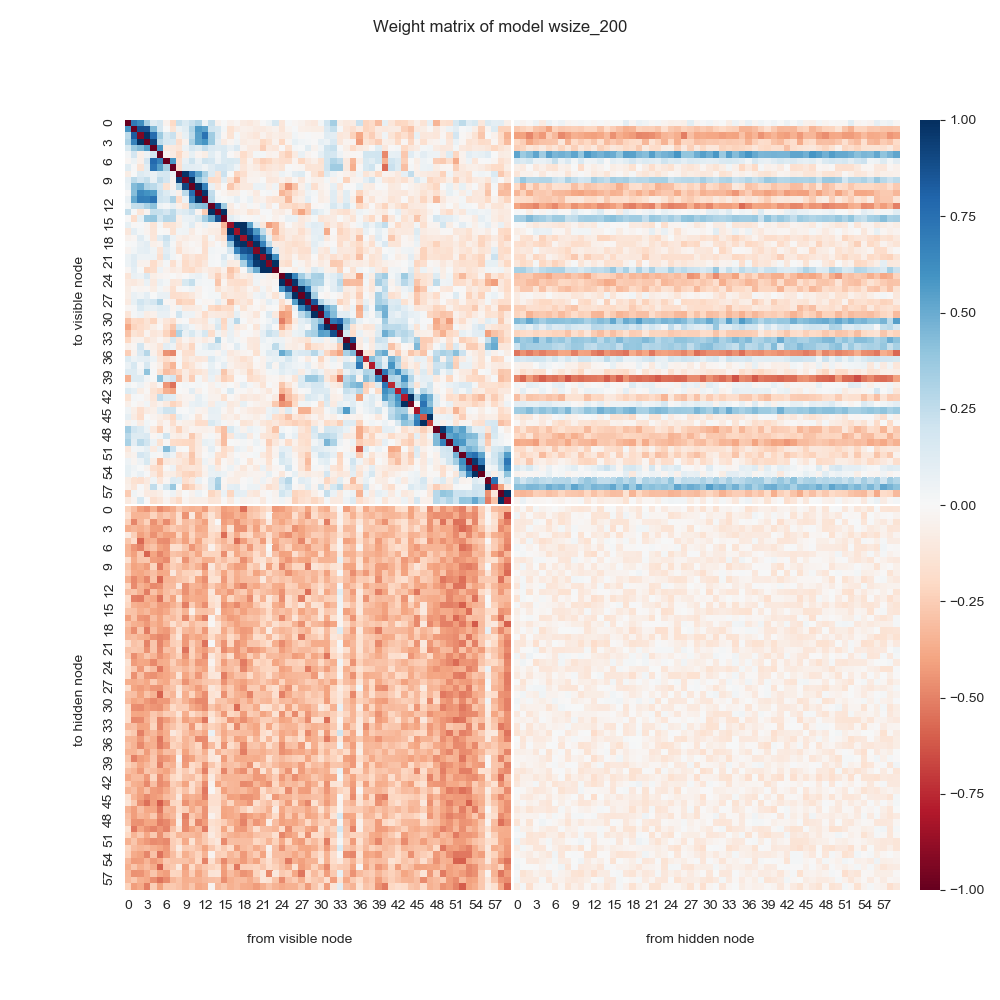 Weight matrix of model wsize_200
to visible node
0 3 6 9 12 15 18 21 24 27 30 33 36 39 42 45 48 51 54 57
1.00
0.75
0.50
0.25
0.00
−0.25
−0.50
−0.75
−1.00
to hidden node
0 3 6 9 12 15 18 21 24 27 30 33 36 39 42 45 48 51 54 57
0 3 6 9 12 15 18 21 24 27 30 33 36 39 42 45 48 51 54 57
0 3 6 9 12 15 18 21 24 27 30 33 36 39 42 45 48 51 54 57
from visible node
from hidden node